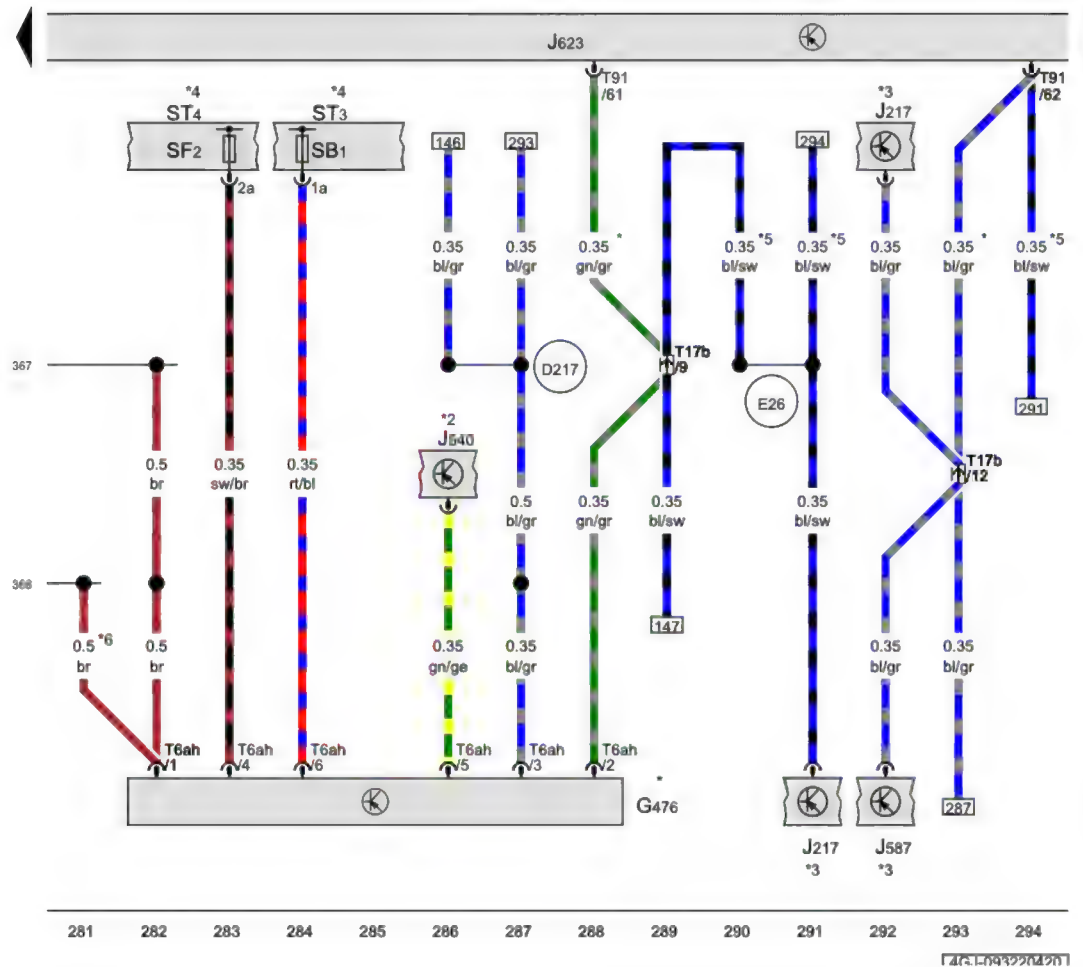 J623
T91
/61
T91
/62
*4
ST4
*4
ST3
*3
J217
SF2
SB1
146
293
294
2a
1a
0.35
bl/gr
0.35
bl/gr
0.35 *
gn/gr
0.35 *5
bl/sw
0.35 *5
bl/sw
0.35
bl/gr
0.35 *
bl/gr
0.35 *5
bl/sw
367
D217
T17b
/9
E26
291
*2
J540
T17b
/12
0.5
br
0.35
sw/br
0.35
rt/bl
0.5
bl/gr
0.35
gn/gr
0.35
bl/sw
0.35
bl/sw
147
0.5 *6
br
0.5
br
0.35
gn/ge
0.35
bl/gr
0.35
bl/gr
0.35
bl/gr
T6ah
/1
T6ah
/4
T6ah
/6
T6ah
/5
T6ah
/3
T6ah
/2
*
G476
287
J217
*3
J587
*3
281 282 283 284 285 286 287 288 289 290 291 292 293 294
4GJ-093220420